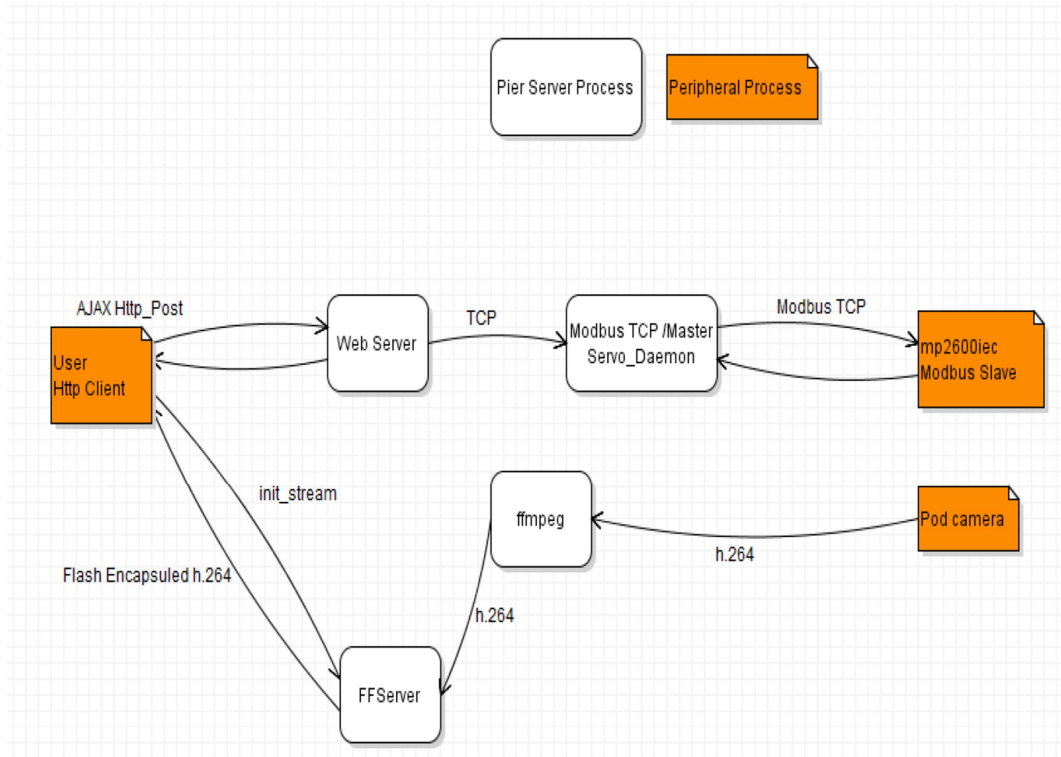 Pier Server Process
Peripheral Process
AJAX Http_Post
User
Http Client
Web Server
TCP
Modbus TCP /Master
Servo_Daemon
Modbus TCP
mp2600iec
Modbus Slave
init_stream
Flash Encapsuled h.264
ffmpeg
h.264
Pod camera
h.264
FFServer